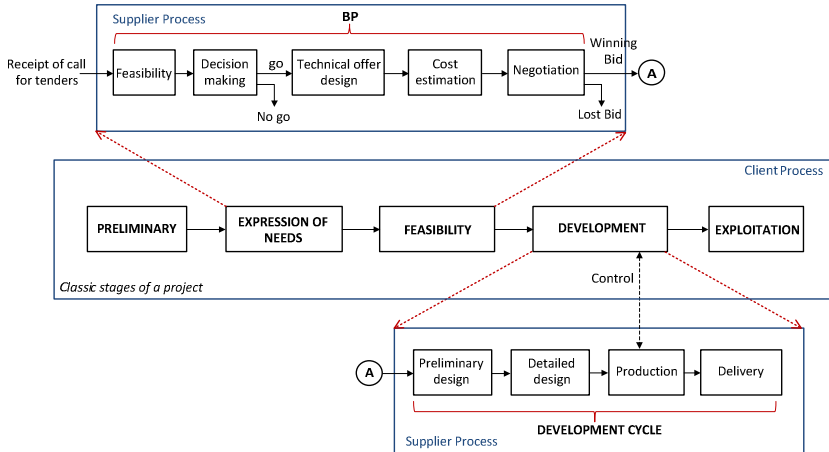 Supplier Process
BP
Receipt of call
for tenders
Feasibility
Decision
making
go
No go
Technical offer
design
Cost
estimation
Negotiation
Winning
Bid
A
Lost Bid
Client Process
PRELIMINARY
EXPRESSION OF
NEEDS
FEASIBILITY
DEVELOPMENT
EXPLOITATION
Classic stages of a project
Control
A
Preliminary
design
Detailed
design
Production
Delivery
DEVELOPMENT CYCLE
Supplier Process